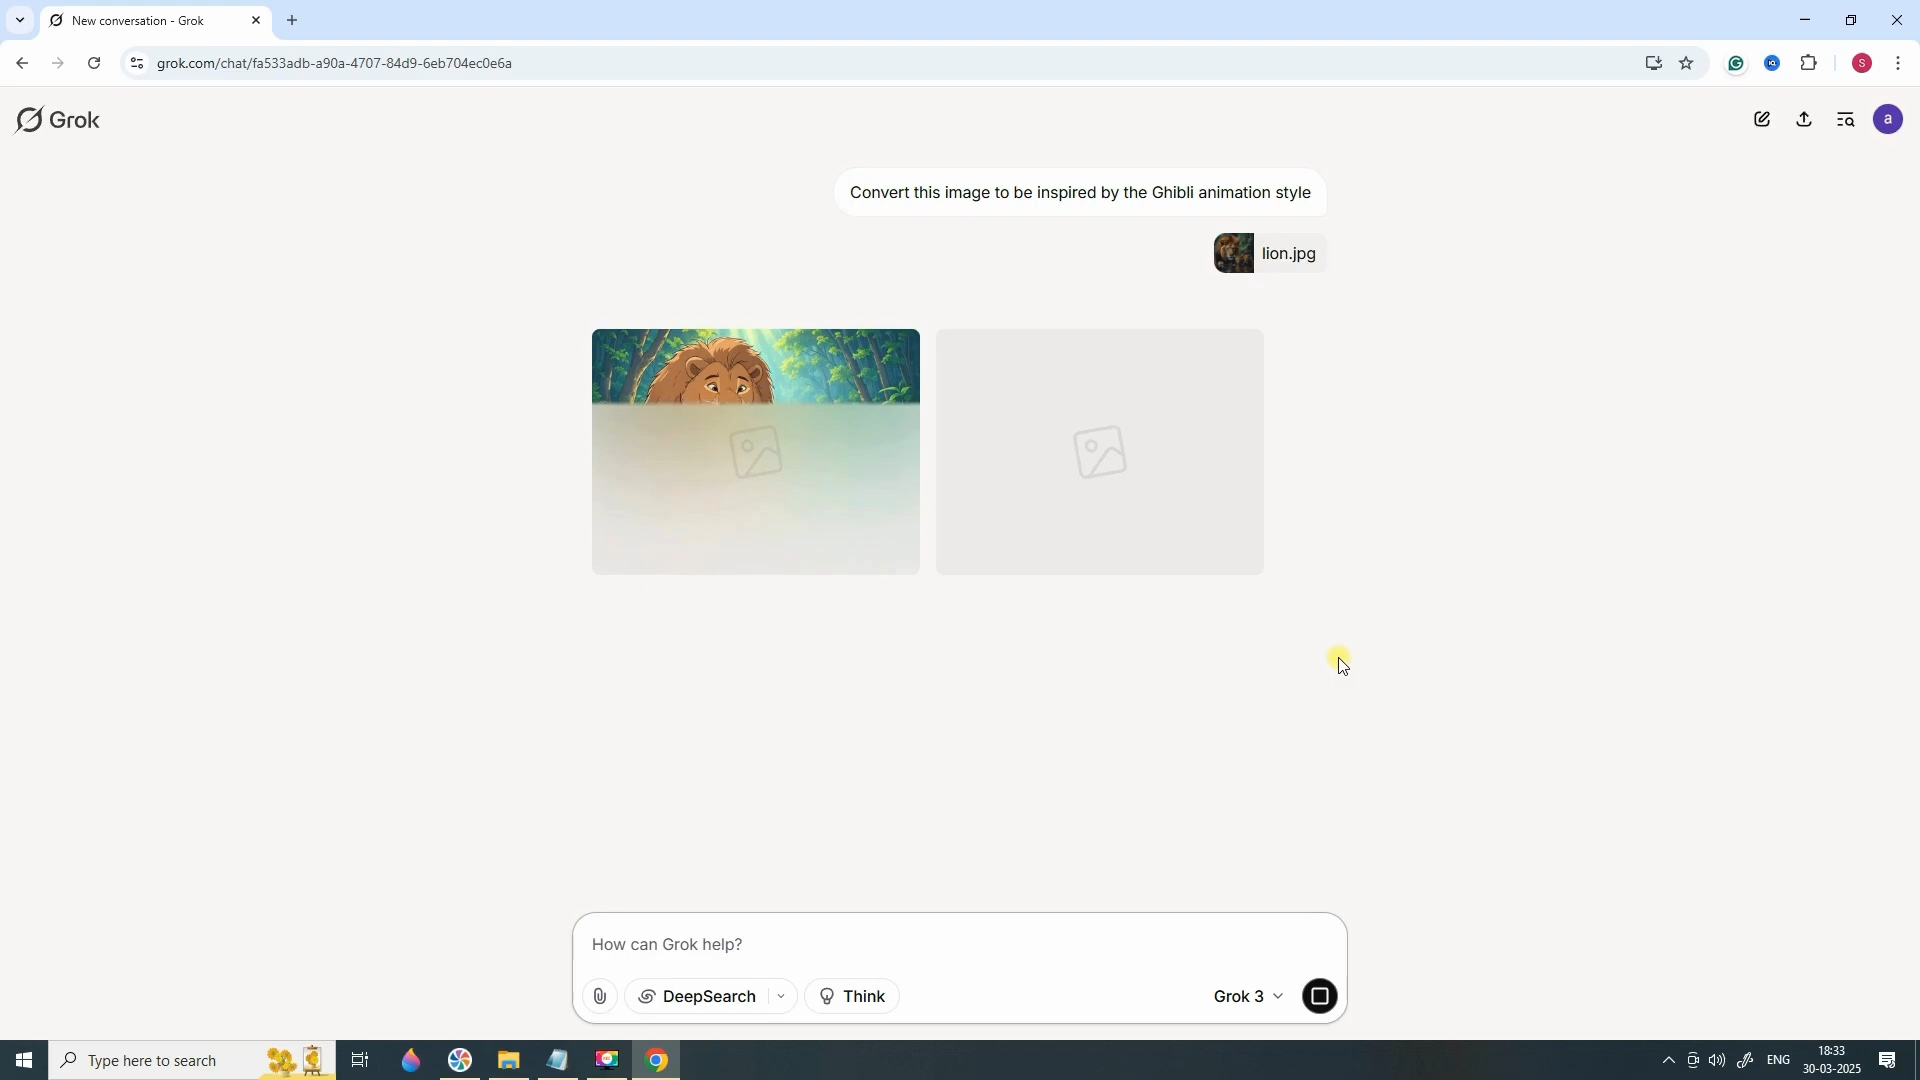 New conversation - Grok
grok.com/chat/fa533adb-a90a-4707-84d9-6eb704ec0e6a
S
Grok
a
Convert this image to be inspired by the Ghibli animation style
lion.jpg
How can Grok help?
DeepSearch
Think
Grok 3
Type here to search
ENG
18:33
30-03-2025